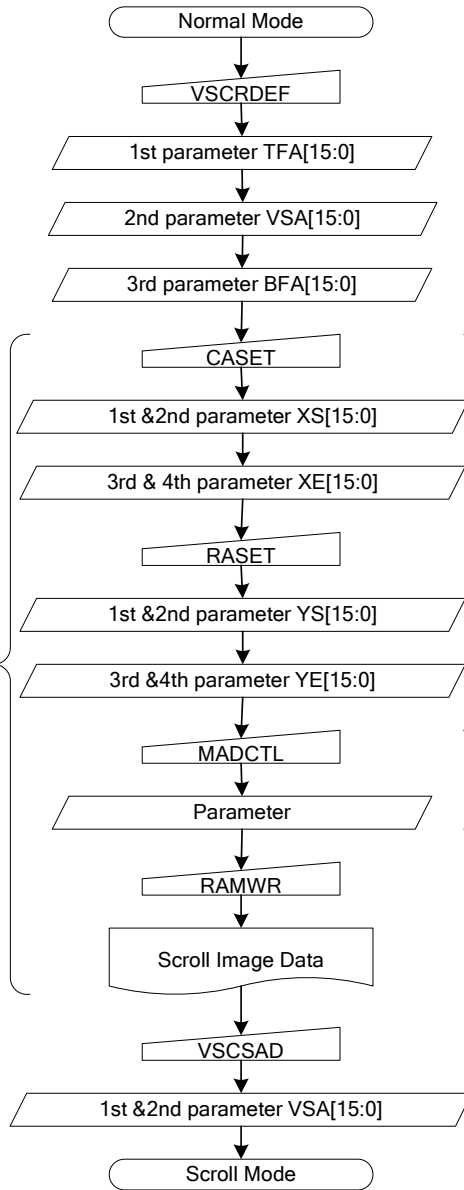 Normal Mode
VSCRDEF
1st parameter TFA[15:0]
2nd parameter VSA[15:0]
3rd parameter BFA[15:0]
CASET
1st &2nd parameter XS[15:0]
3rd & 4th parameter XE[15:0]
RASET
1st &2nd parameter YS[15:0]
3rd &4th parameter YE[15:0]
MADCTL
Parameter
RAMWR
Scroll Image Data
VSCSAD
1st &2nd parameter VSA[15:0]
Scroll Mode